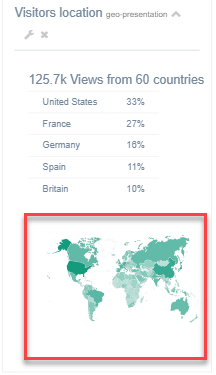 Visitors location geo-presentation
125.7k Views from 60 countries
United States 33%
France 27%
Germany 16%
Spain 11%
Britain 10%